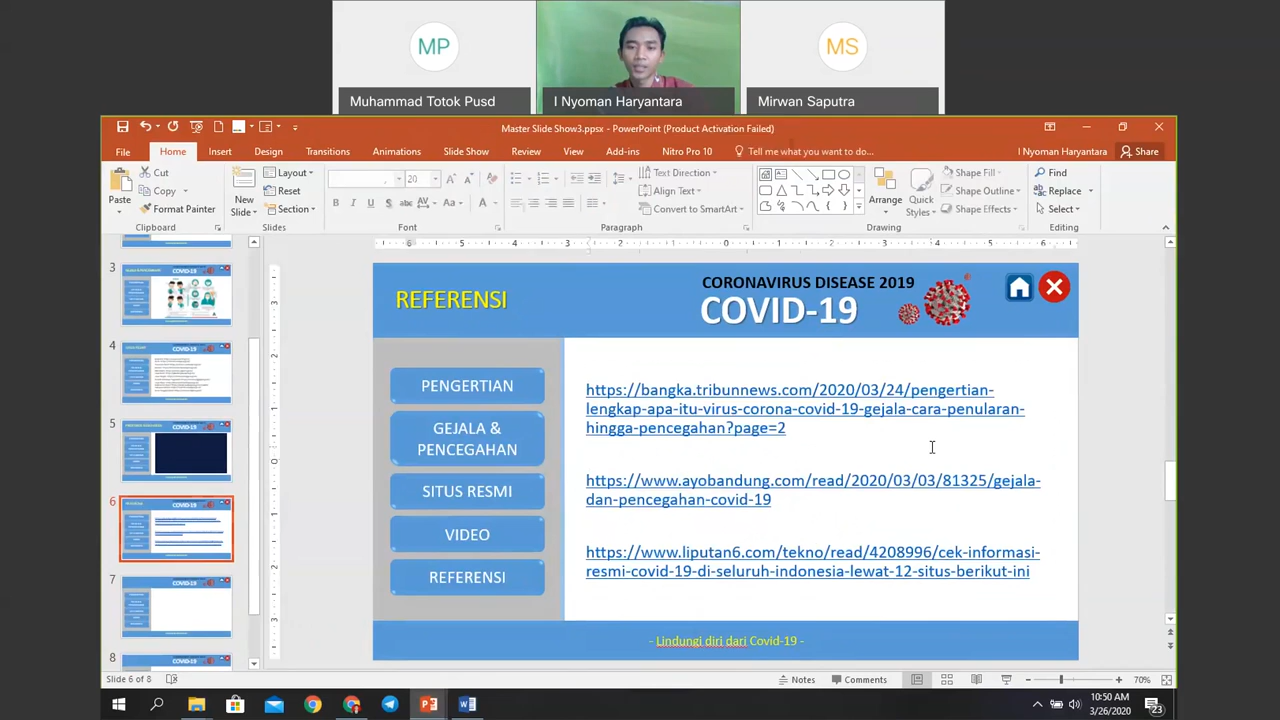 MP
MS
Muhammad Totok Pusd
I Nyoman Haryantara
Mirwan Saputra
Master Slide Show3.ppsx - PowerPoint (Product Activation Failed)
File Home Insert Design Transitions Animations Slide Show Review View Add-ins Nitro Pro 10 Tell me what you want to do... I Nyoman Haryantara Share
Paste
Cut
Copy
Format Painter
Clipboard
New
Slide
Layout
Reset
Section
Slides
20
Font
Text Direction
Align Text
Convert to SmartArt
Paragraph
Arrange
Quick
Styles
Shape Fill
Shape Outline
Shape Effects
Drawing
Find
Replace
Select
Editing
3
4
5
6
7
8
REFERENSI
CORONAVIRUS DISEASE 2019
COVID-19
PENGERTIAN
GEJALA &
PENCEGAHAN
SITUS RESMI
VIDEO
REFERENSI
https://bangka.tribunnews.com/2020/03/24/pengertian-
lengkap-apa-itu-virus-corona-covid-19-gejala-cara-penularan-
hingga-pencegahan?page=2
https://www.ayobandung.com/read/2020/03/03/81325/gejala-
dan-pencegahan-covid-19
https://www.liputan6.com/tekno/read/4208996/cek-informasi-
resmi-covid-19-di-seluruh-indonesia-lewat-12-situs-berikut-ini
- Lindungi diri dari Covid-19 -
Slide 6 of 8
Notes
Comments
70%
10:50 AM
3/26/2020
23